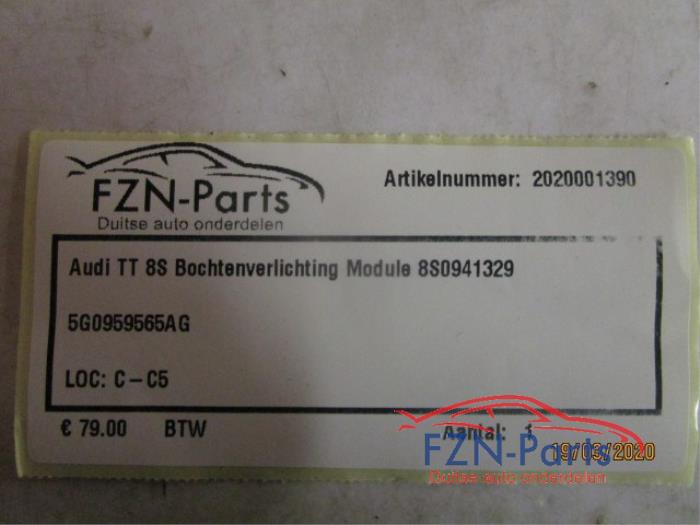 FZN-Parts
Duitse auto onderdelen
Artikelnummer: 2020001390
Audi TT 8S Bochtenverlichting Module 8S0941329
5G0959565AG
LOC: C-C5
€ 79.00 BTW Aantal: 1
19/03/2020
FZN-Parts
Duitse auto onderdelen